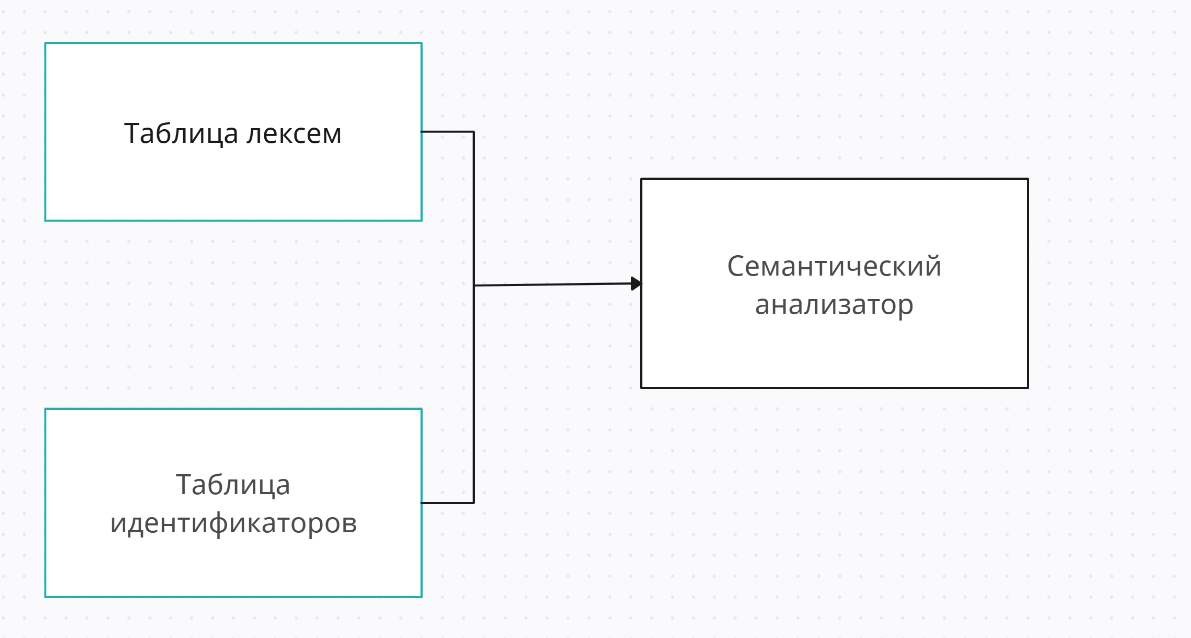 Таблица лексем
Семантический
анализатор
Таблица
идентификаторов